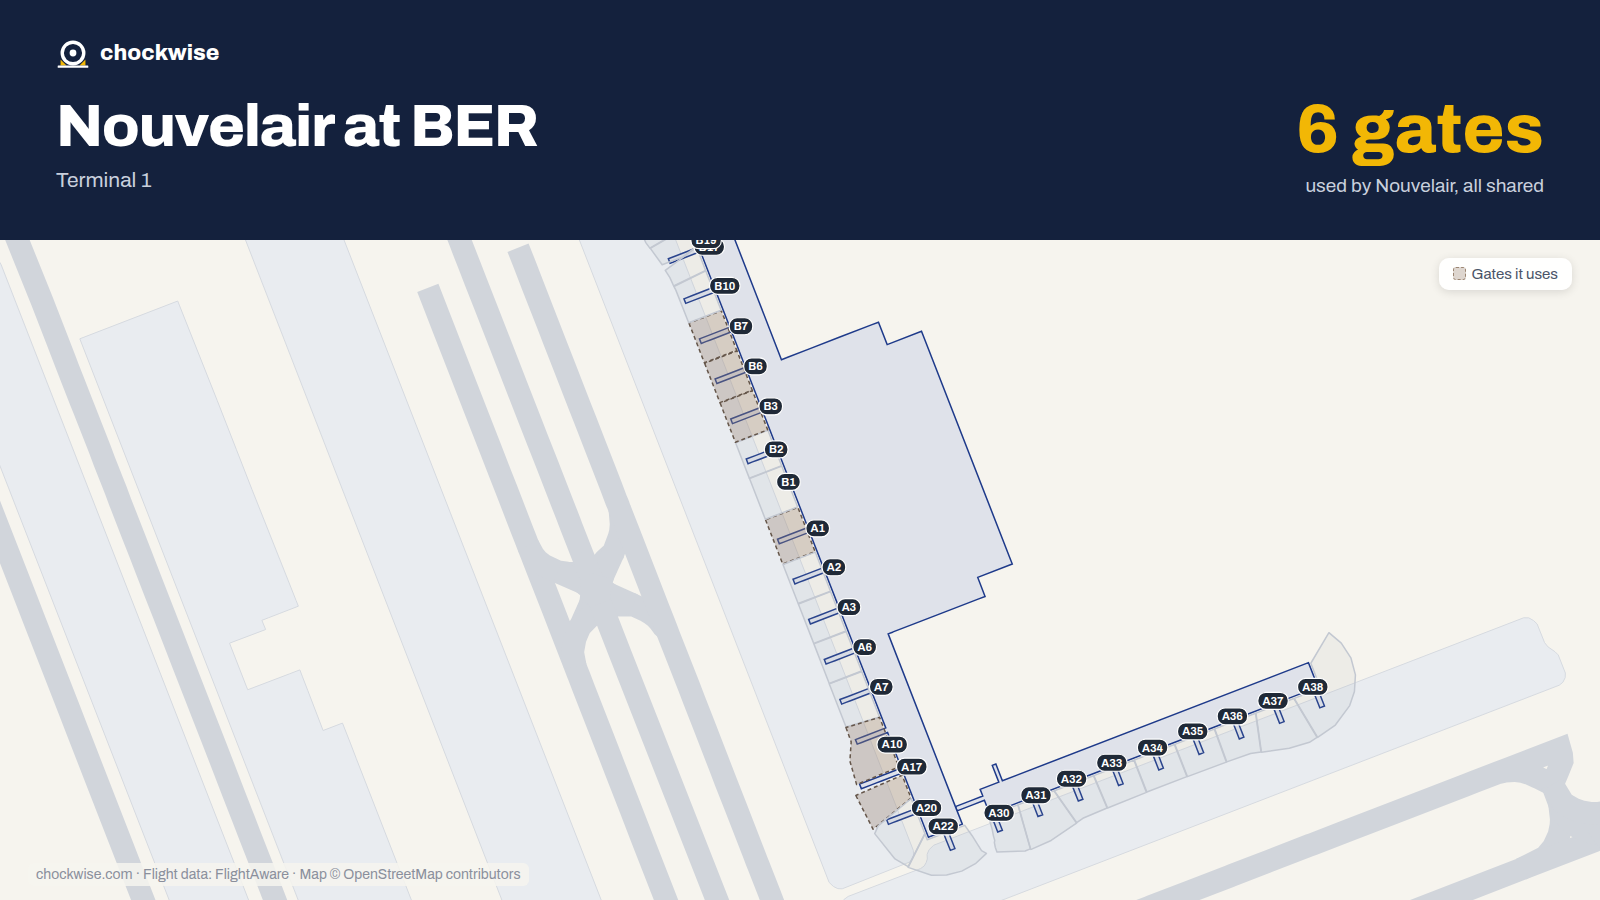 chockwise
Nouvelair at BER
Terminal 1
6 gates
used by Nouvelair, all shared
Gates it uses
B19
B10
B7
B6
B3
B2
B1
A1
A2
A3
A6
A7
A10
A17
A20
A22
A30
A31
A32
A33
A34
A35
A36
A37
A38
chockwise.com · Flight data: FlightAware · Map © OpenStreetMap contributors